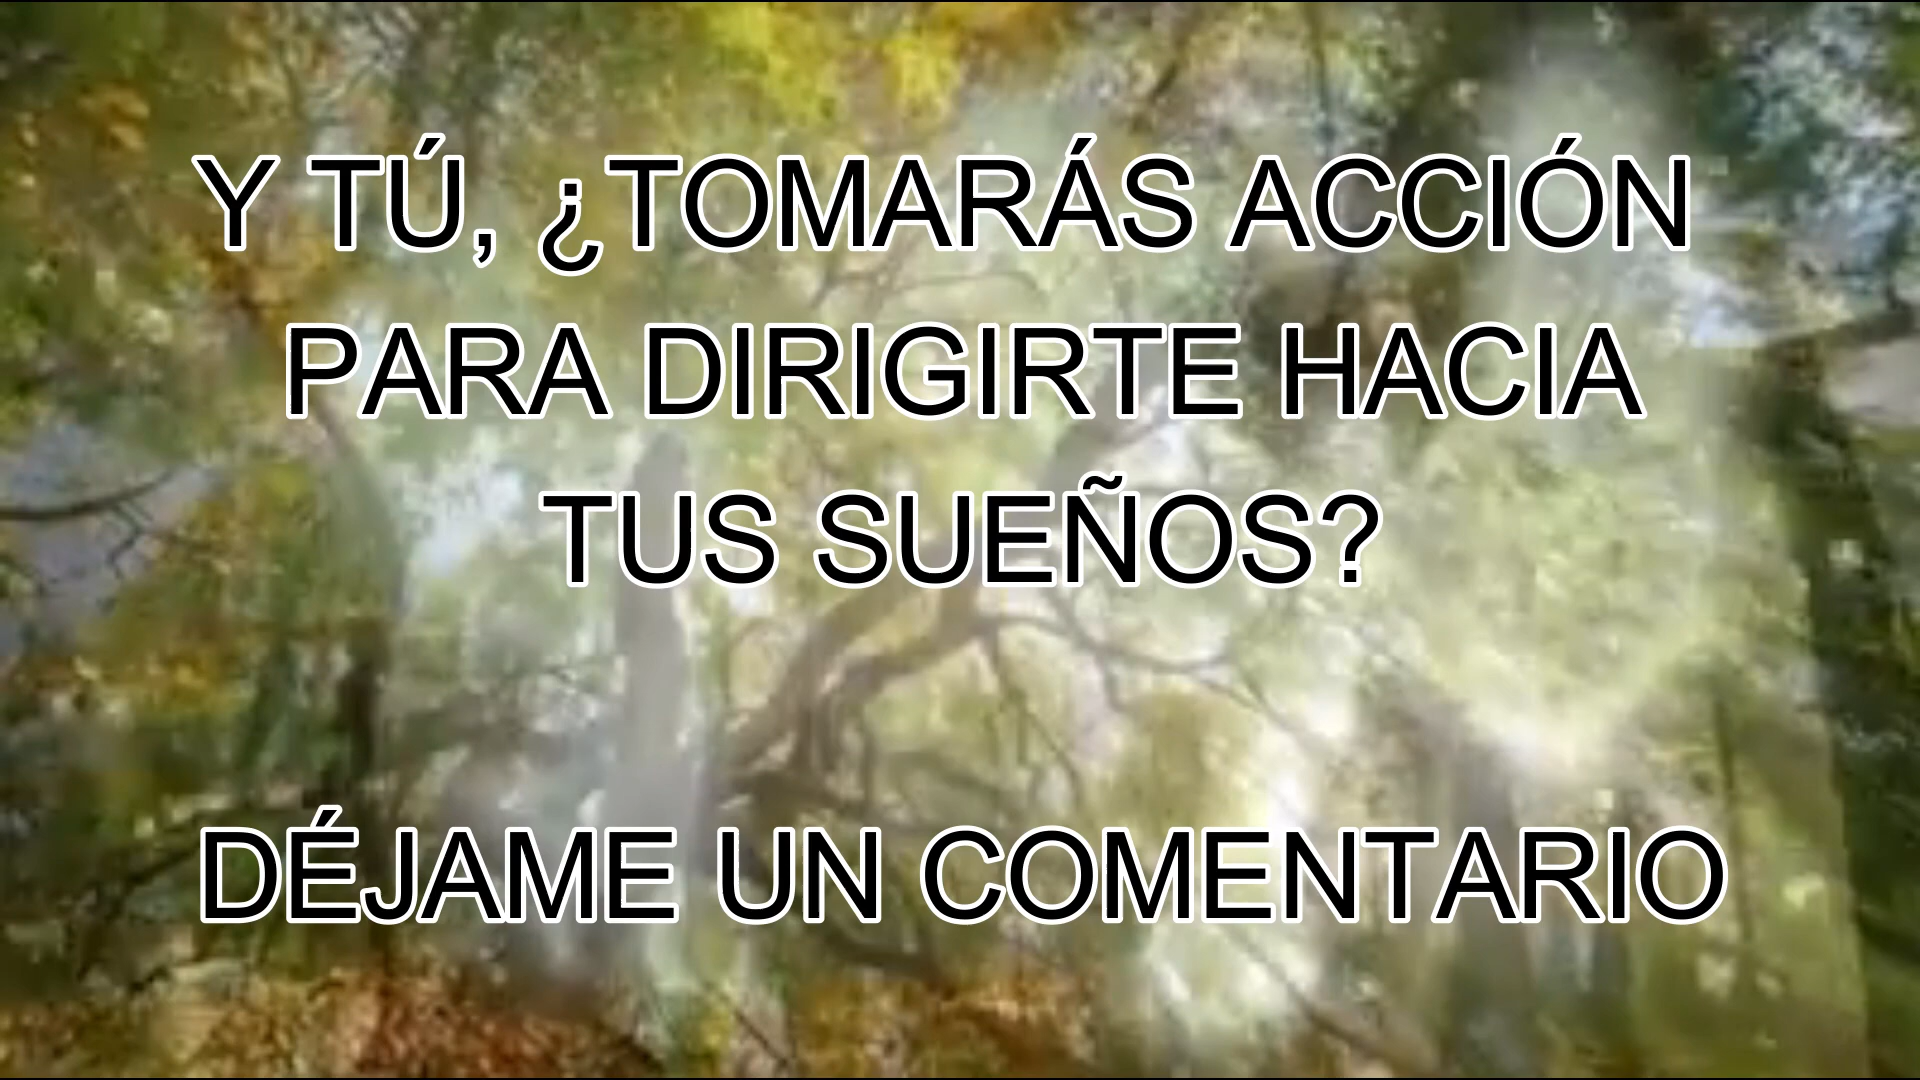 Y TÚ, ¿TOMARÁS ACCIÓN
PARA DIRIGIRTE HACIA
TUS SUEÑOS?
DÉJAME UN COMENTARIO